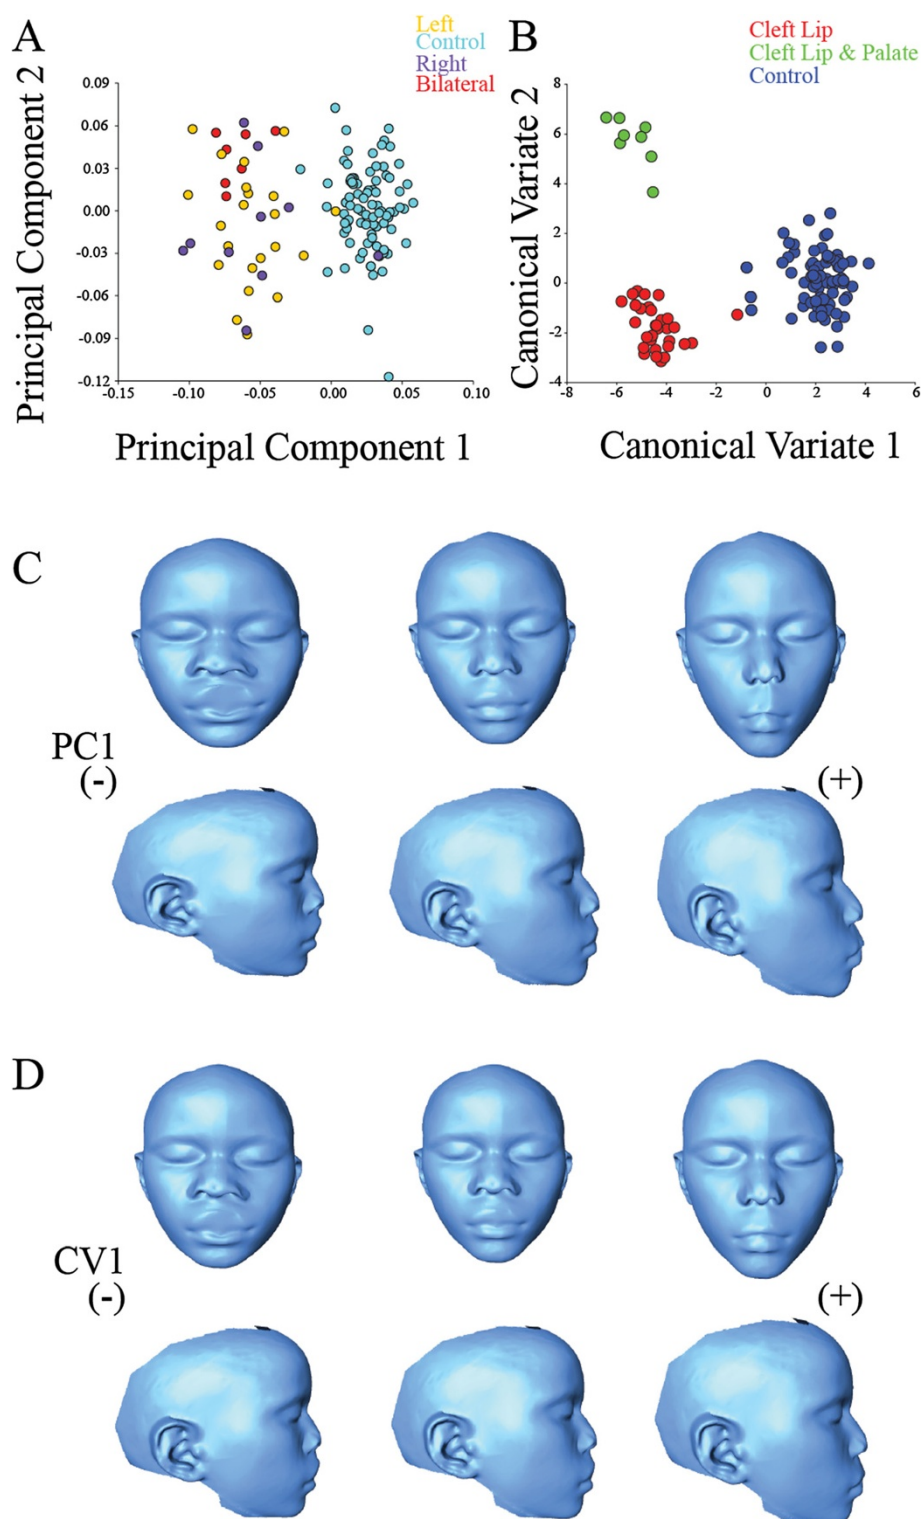 A
Left
Control
Right
Bilateral
Principal Component 2
0.09
0.06
0.03
0.00
-0.03
-0.06
-0.09
-0.12
-0.15
-0.10
-0.05
0.00
0.05
0.10
Principal Component 1
B
Cleft Lip
Cleft Lip & Palate
Control
Canonical Variate 2
8
6
4
2
0
-2
-4
-8
-6
-4
-2
0
2
4
6
Canonical Variate 1
C
PC1
(-)
(+)
D
CV1
(-)
(+)